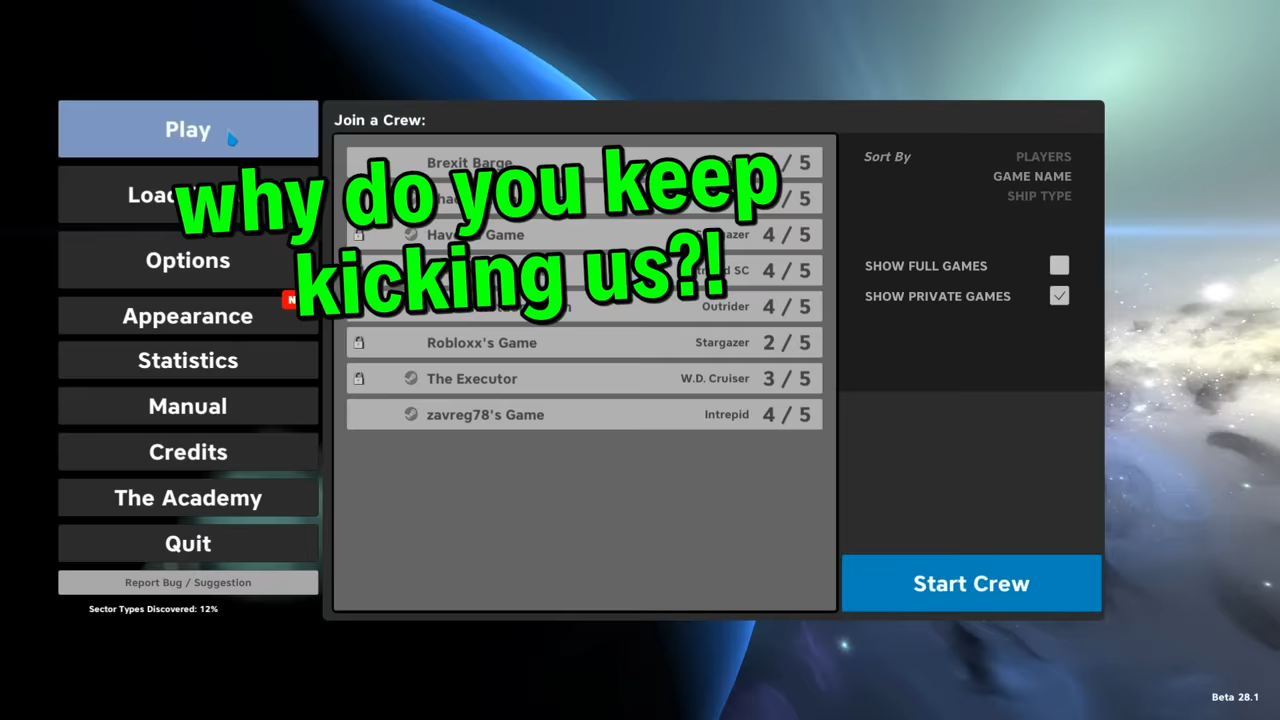 Play
Options
Appearance
Statistics
Manual
Credits
The Academy
Quit
Report Bug / Suggestion
Sector Types Discovered: 12%
Join a Crew:
Brexit Barge / 5
/ 5
Game 4 / 5
SC 4 / 5
Outrider 4 / 5
Robloxx's Game Stargazer 2 / 5
The Executor W.D. Cruiser 3 / 5
zavreg78's Game Intrepid 4 / 5
why do you keep
kicking us?!
Sort By PLAYERS
GAME NAME
SHIP TYPE
SHOW FULL GAMES
SHOW PRIVATE GAMES
Start Crew
Beta 28.1